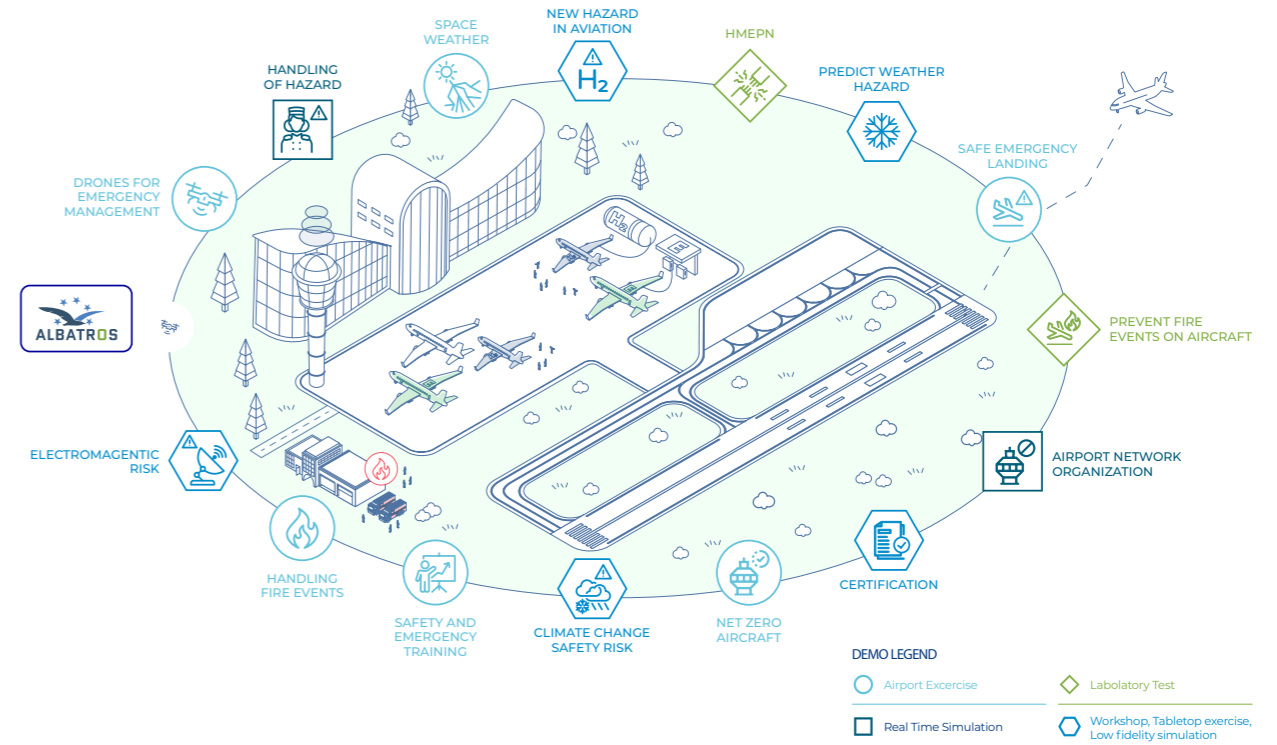 SPACE
WEATHER
NEW HAZARD
IN AVIATION
H₂
HMEPN
PREDICT WEATHER
HAZARD
HANDLING
OF HAZARD
SAFE EMERGENCY
LANDING
DRONES FOR
EMERGENCY
MANAGEMENT
H₂
E
ALBATROS
PREVENT FIRE
EVENTS ON AIRCRAFT
ELECTROMAGENTIC
RISK
AIRPORT NETWORK
ORGANIZATION
HANDLING
FIRE EVENTS
SAFETY AND
EMERGENCY
TRAINING
CLIMATE CHANGE
SAFETY RISK
NET ZERO
AIRCRAFT
CERTIFICATION
DEMO LEGEND
Airport Excercise
Labolatory Test
Real Time Simulation
Workshop, Tabletop exercise,
Low fidelity simulation